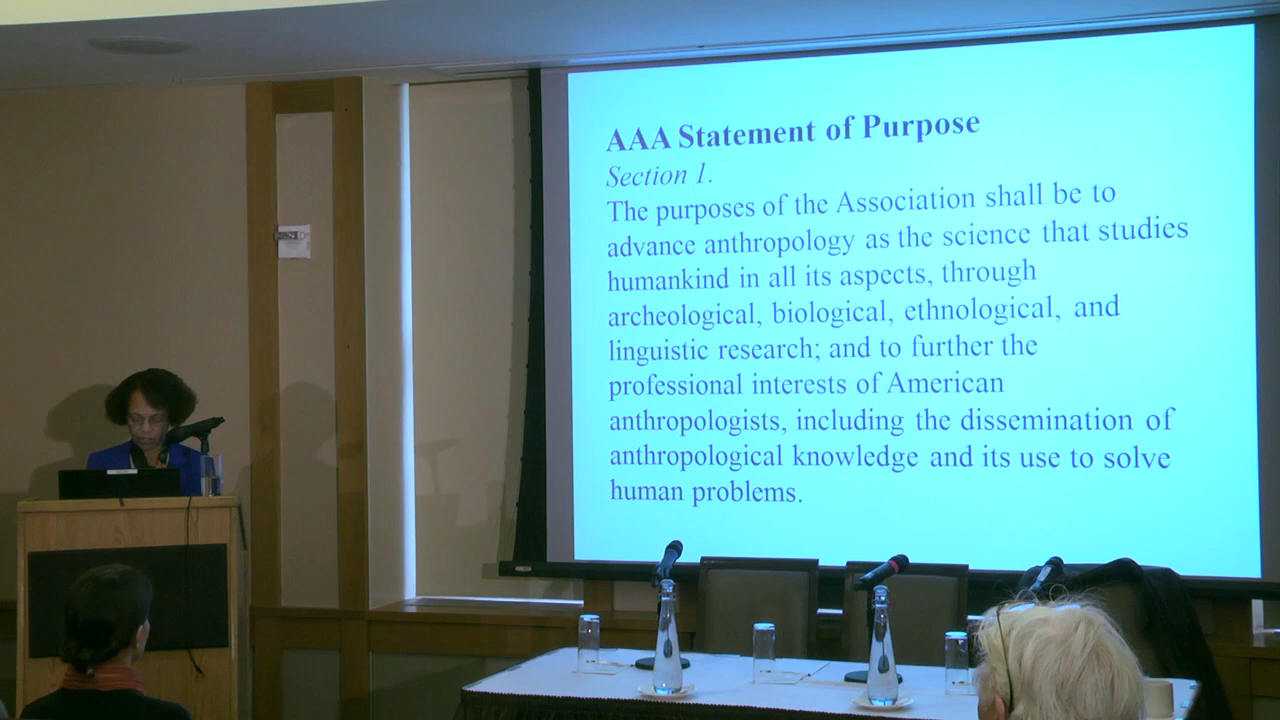 AAA Statement of Purpose
Section 1.
The purposes of the Association shall be to
advance anthropology as the science that studies
humankind in all its aspects, through
archeological, biological, ethnological, and
linguistic research; and to further the
professional interests of American
anthropologists, including the dissemination of
anthropological knowledge and its use to solve
human problems.